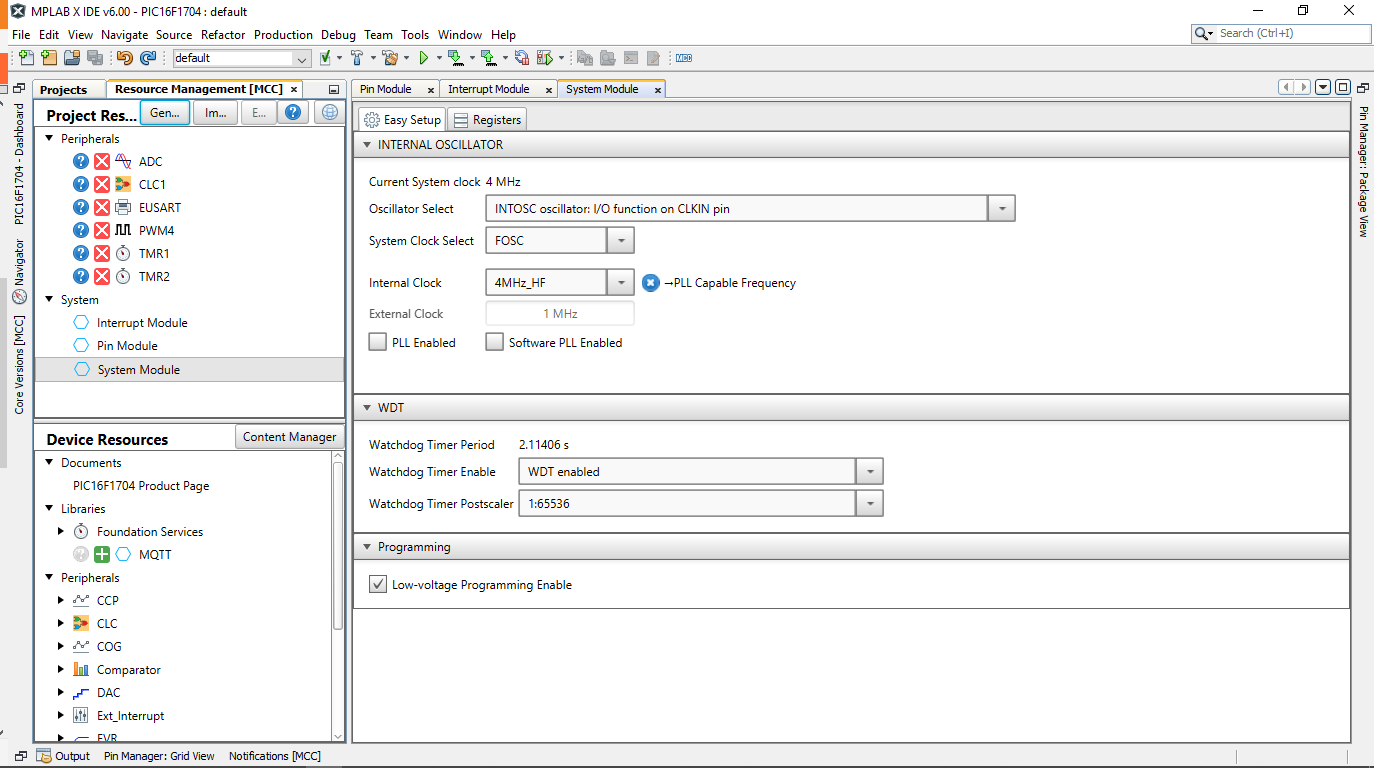 MPLAB X IDE v6.00 - PIC16F1704 : default
File Edit View Navigate Source Refactor Production Debug Team Tools Window Help
Search (Ctrl+I)
default
Projects
Resource Management [MCC]
Pin Module
Interrupt Module
System Module
Project Res...
Gen...
Im...
E...
Peripherals
ADC
CLC1
EUSART
PWM4
TMR1
TMR2
System
Interrupt Module
Pin Module
System Module
Device Resources
Content Manager
Documents
PIC16F1704 Product Page
Libraries
Foundation Services
MQTT
Peripherals
CCP
CLC
COG
Comparator
DAC
Ext_Interrupt
FVR
Easy Setup
Registers
INTERNAL OSCILLATOR
Current System clock 4 MHz
Oscillator Select INTOSC oscillator: I/O function on CLKIN pin
System Clock Select FOSC
Internal Clock 4MHz_HF →PLL Capable Frequency
External Clock 1 MHz
PLL Enabled Software PLL Enabled
WDT
Watchdog Timer Period 2.11406 s
Watchdog Timer Enable WDT enabled
Watchdog Timer Postscaler 1:65536
Programming
Low-voltage Programming Enable
PIC16F1704 - Dashboard
Navigator
Core Versions [MCC]
Pin Manager: Package View
Output Pin Manager: Grid View Notifications [MCC]